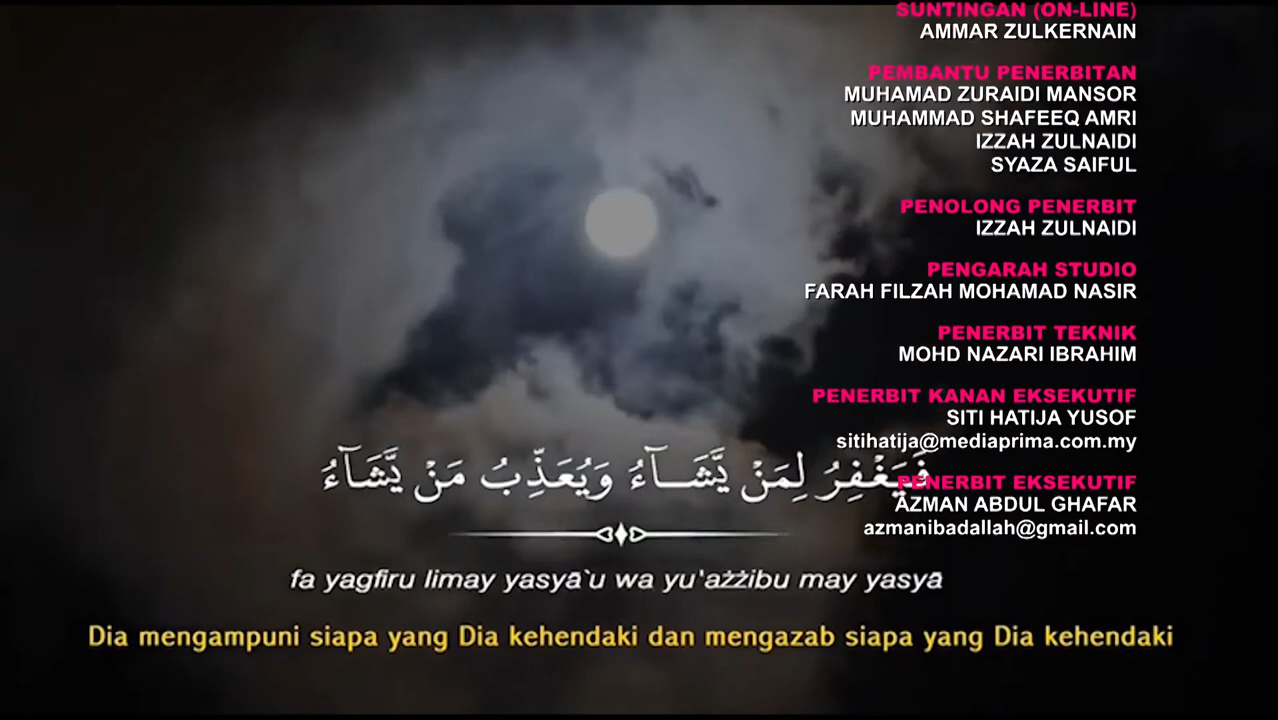 SUNTINGAN (ON-LINE)
AMMAR ZULKERNAIN
PEMBANTU PENERBITAN
MUHAMAD ZURAIDI MANSOR
MUHAMMAD SHAFEEQ AMRI
IZZAH ZULNAIDI
SYAZA SAIFUL
PENOLONG PENERBIT
IZZAH ZULNAIDI
PENGARAH STUDIO
FARAH FILZAH MOHAMAD NASIR
PENERBIT TEKNIK
MOHD NAZARI IBRAHIM
PENERBIT KANAN EKSEKUTIF
SITI HATIJA YUSOF
sitihatija@mediaprima.com.my
PENERBIT EKSEKUTIF
AZMAN ABDUL GHAFAR
azmanibadallah@gmail.com
فَيَغْفِرُ لِمَنْ يَّشَاۤءُ وَيُعَذِّبُ مَنْ يَّشَاۤءُ
fa yagfiru limay yasyā`u wa yu'ażżibu may yasyā
Dia mengampuni siapa yang Dia kehendaki dan mengazab siapa yang Dia kehendaki